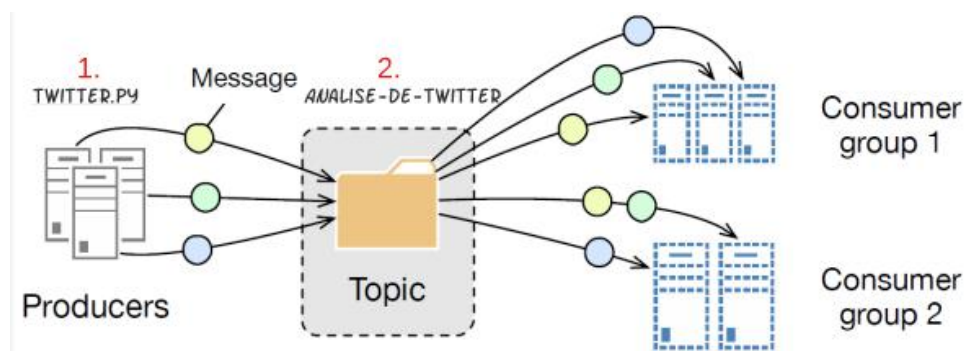 1.
TWITTER.PY
Message
2.
ANALISE-DE-TWITTER
Producers
Topic
Consumer
group 1
Consumer
group 2